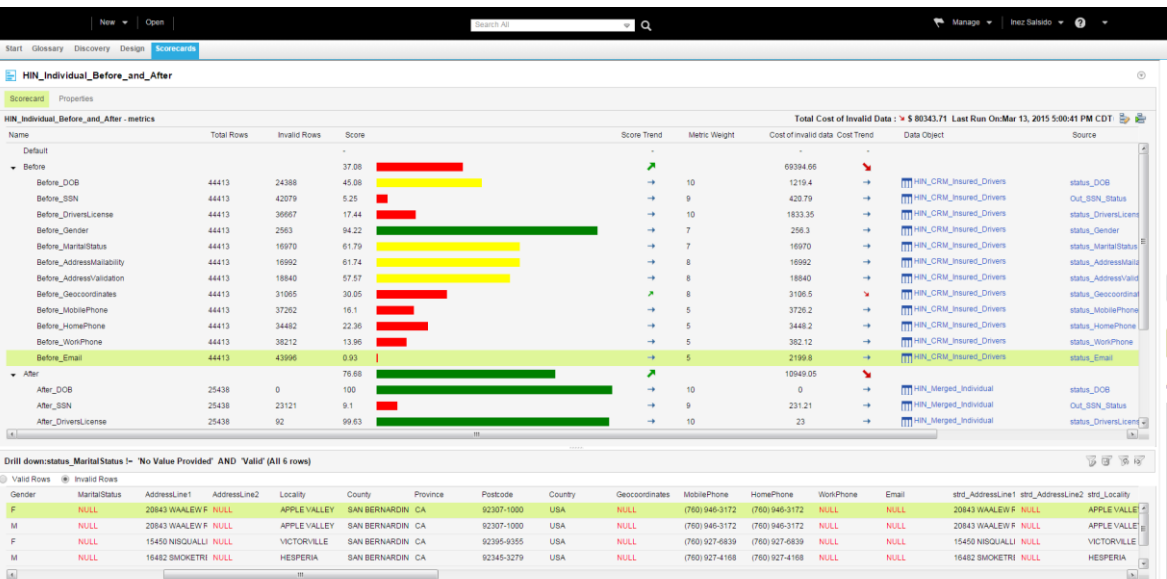 New Open Search All Manage Inez Salsido ?
Start Glossary Discovery Design Scorecards
HIN_Individual_Before_and_After
Scorecard Properties
HIN_Individual_Before_and_After - metrics Total Cost of Invalid Data : $ 80343.71 Last Run On:Mar 13, 2015 5:00:41 PM CDT
Name Total Rows Invalid Rows Score Score Trend Metric Weight Cost of invalid data Cost Trend Data Object Source
Default - - - -
Before 37.08 69394.66
Before_DOB 44413 24388 45.08 10 1219.4 HIN_CRM_Insured_Drivers status_DOB
Before_SSN 44413 42079 5.25 9 420.79 HIN_CRM_Insured_Drivers Out_SSN_Status
Before_DriversLicense 44413 36667 17.44 10 1833.35 HIN_CRM_Insured_Drivers status_DriversLicens
Before_Gender 44413 2563 94.22 7 256.3 HIN_CRM_Insured_Drivers status_Gender
Before_MaritalStatus 44413 16970 61.79 7 16970 HIN_CRM_Insured_Drivers status_MaritalStatus
Before_AddressMailability 44413 16992 61.74 8 16992 HIN_CRM_Insured_Drivers status_AddressMaila
Before_AddressValidation 44413 18840 57.57 8 18840 HIN_CRM_Insured_Drivers status_AddressValid
Before_Geocoordinates 44413 31065 30.05 8 3106.5 HIN_CRM_Insured_Drivers status_Geocoordinat
Before_MobilePhone 44413 37262 16.1 5 3726.2 HIN_CRM_Insured_Drivers status_MobilePhone
Before_HomePhone 44413 34482 22.36 5 3448.2 HIN_CRM_Insured_Drivers status_HomePhone
Before_WorkPhone 44413 38212 13.96 5 382.12 HIN_CRM_Insured_Drivers status_WorkPhone
Before_Email 44413 43996 0.93 5 2199.8 HIN_CRM_Insured_Drivers status_Email
After 76.68 10949.05
After_DOB 25438 0 100 10 0 HIN_Merged_Individual status_DOB
After_SSN 25438 23121 9.1 9 231.21 HIN_Merged_Individual Out_SSN_Status
After_DriversLicense 25438 92 99.63 10 23 HIN_Merged_Individual status_DriversLicens
Drill down:status_MaritalStatus != 'No Value Provided' AND 'Valid' (All 6 rows)
Valid Rows Invalid Rows
Gender MaritalStatus AddressLine1 AddressLine2 Locality County Province Postcode Country Geocoordinates MobilePhone HomePhone WorkPhone Email strd_AddressLine1 strd_AddressLine2 strd_Locality
F NULL 20843 WAALEW F NULL APPLE VALLEY SAN BERNARDIN CA 92307-1000 USA NULL (760) 946-3172 (760) 946-3172 NULL NULL 20843 WAALEW F NULL APPLE VALLE
M NULL 20843 WAALEW F NULL APPLE VALLEY SAN BERNARDIN CA 92307-1000 USA NULL (760) 946-3172 (760) 946-3172 NULL NULL 20843 WAALEW F NULL APPLE VALLE
F NULL 15450 NISQUALLI NULL VICTORVILLE SAN BERNARDIN CA 92395-9355 USA NULL (760) 927-6839 (760) 927-6839 NULL NULL 15450 NISQUALLI NULL VICTORVILLE
M NULL 16482 SMOKETRI NULL HESPERIA SAN BERNARDIN CA 92345-3279 USA NULL (760) 927-4168 (760) 927-4168 NULL NULL 16482 SMOKETRI NULL HESPERIA